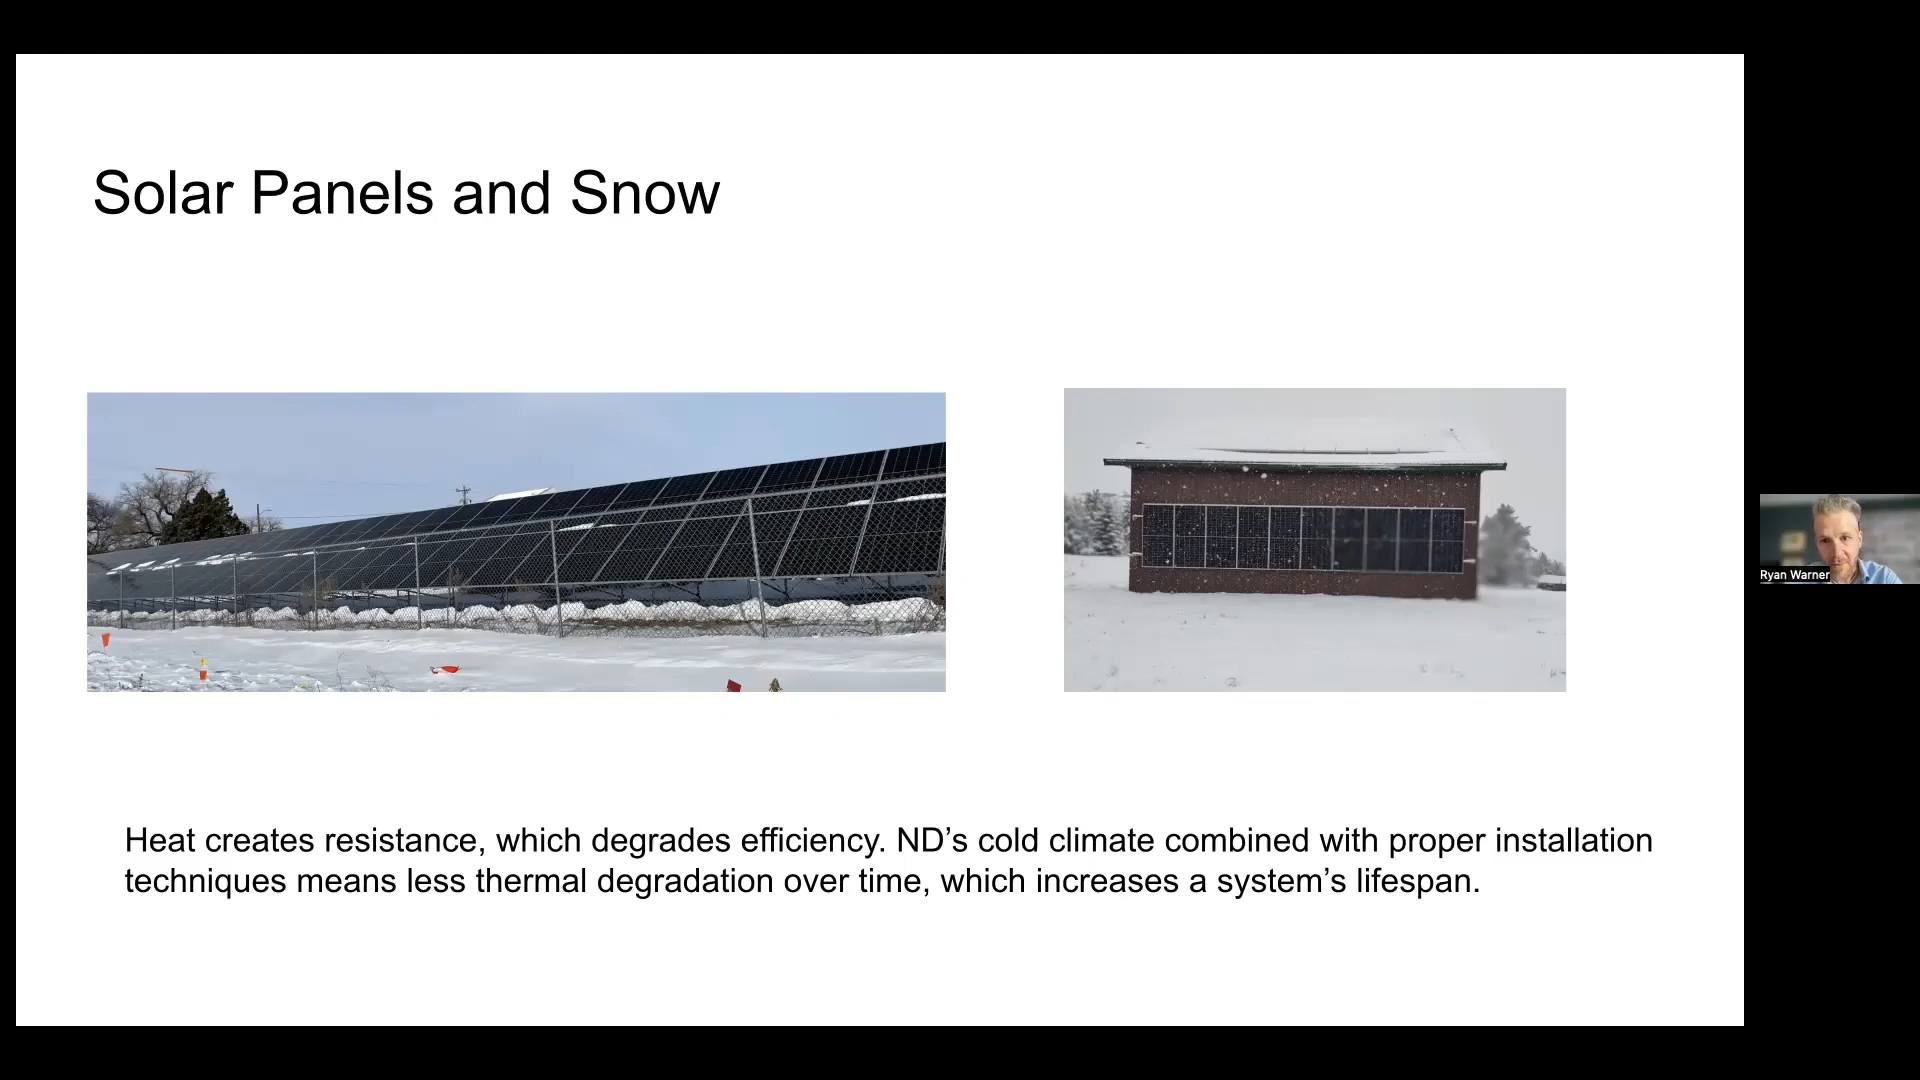 Solar Panels and Snow
Heat creates resistance, which degrades efficiency. ND’s cold climate combined with proper installation
techniques means less thermal degradation over time, which increases a system’s lifespan.
Ryan Warner